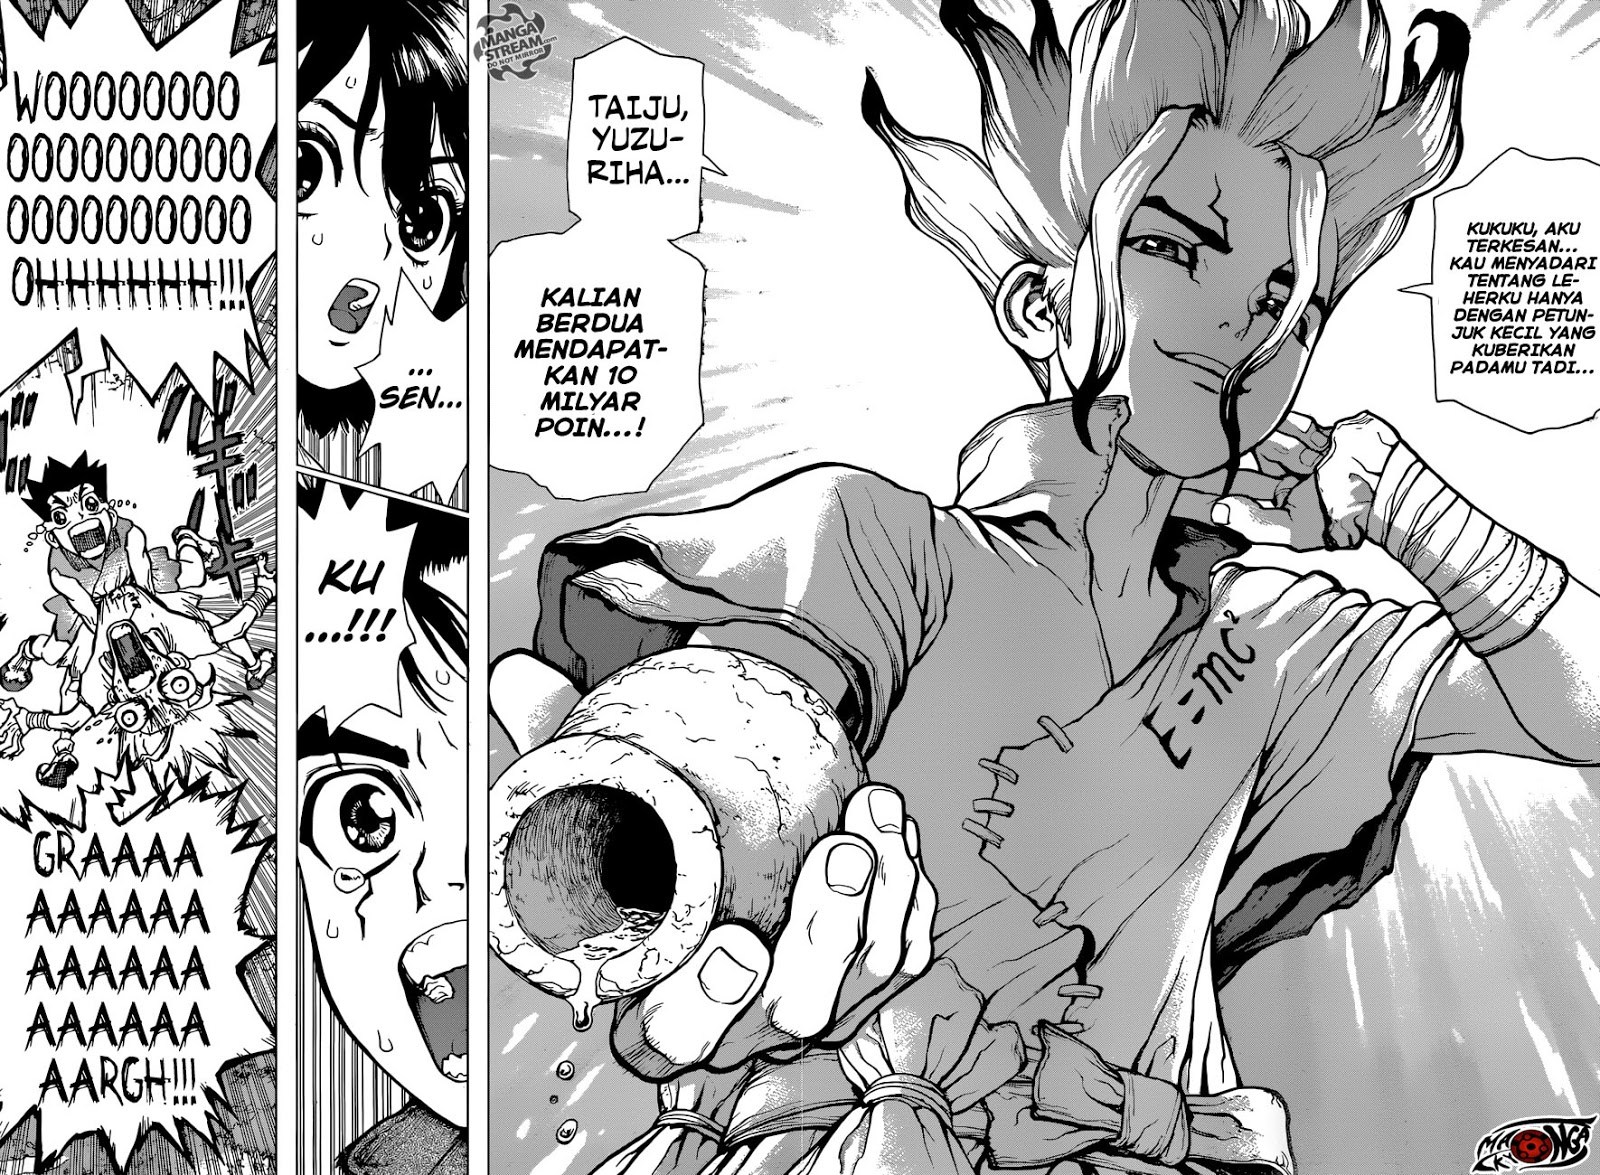 KUKUKU, AKU
TERKESAN...
KAU MENYADARI
TENTANG LE-
HERKU HANYA
DENGAN PETUN-
JUK KECIL YANG
KUBERIKAN
PADAMU TADI...
TAIJU,
YUZU-
RIHA...
KALIAN
BERDUA
MENDAPAT-
KAN 10
MILYAR
POIN...!
E=mc²
...
SEN...
KU
...!!!
WOOOOOOOO
OOOOOOOOOO
OOOOOOOOOO
OHHHHHH!!!
GRAAAA
AAAAAA
AAAAAA
AAAAAA
AARGH!!!
MANGA
STREAM.com
DO NOT MIRROR